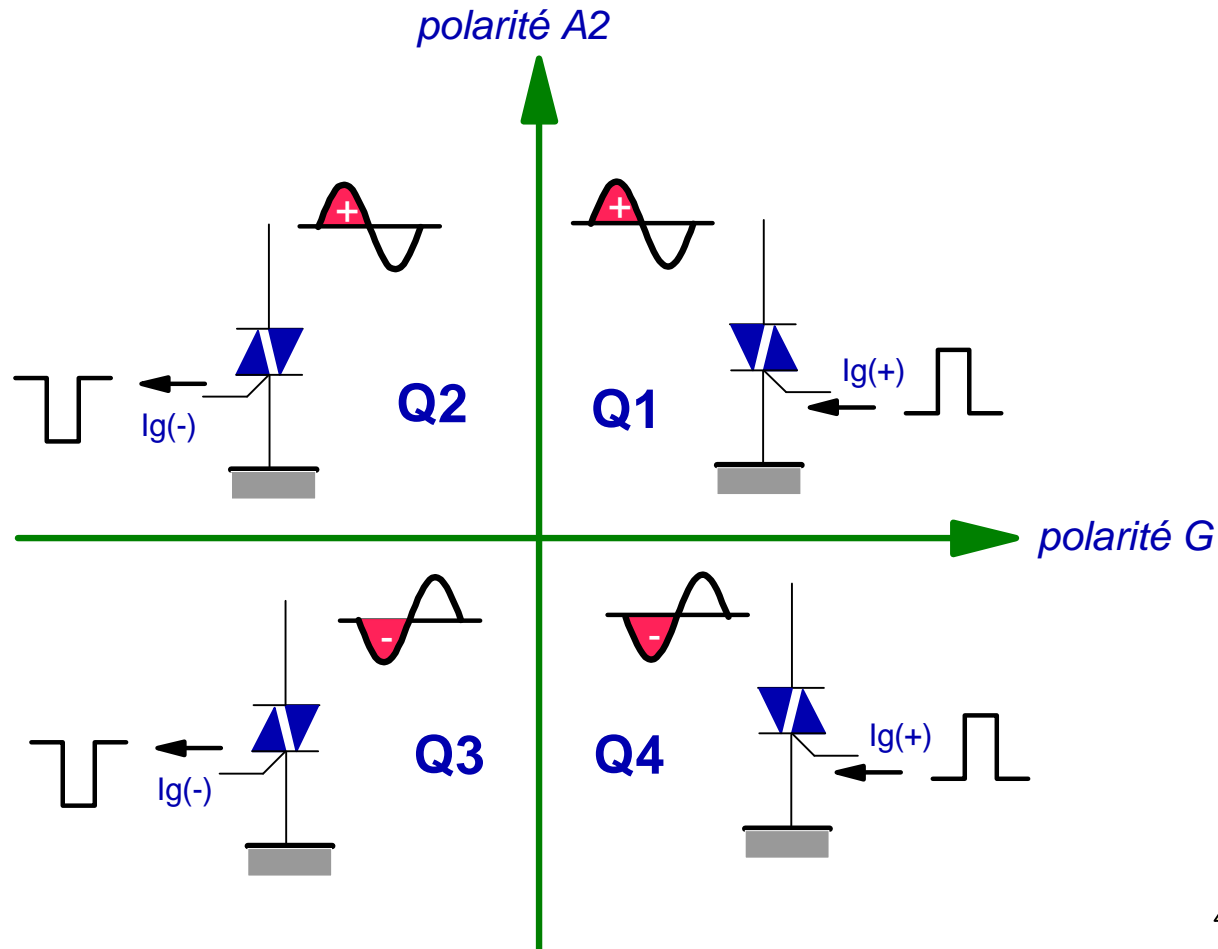 polarité A2
+
+
Q2
Q1
Ig(-)
Ig(+)
polarité G
-
-
Q3
Q4
Ig(-)
Ig(+)